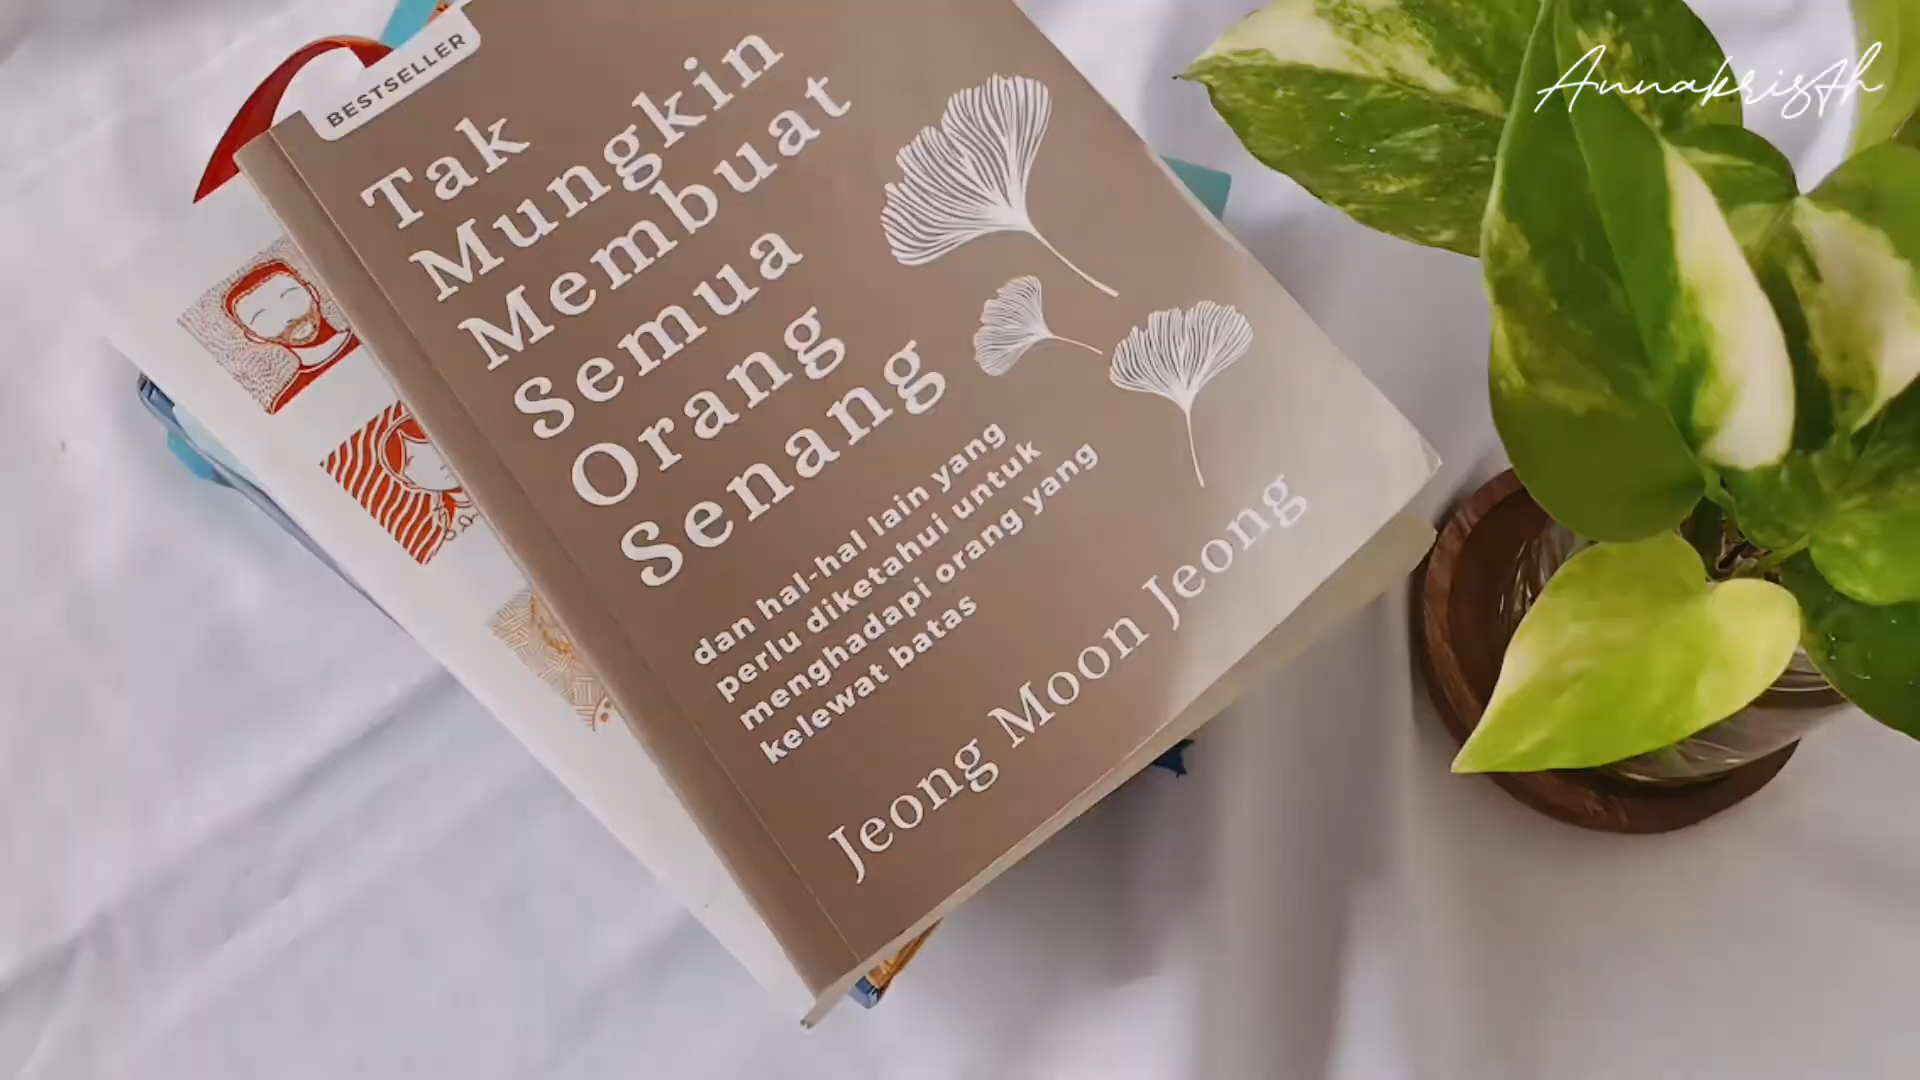 BESTSELLER
Tak
Mungkin
Membuat
Semua
Orang
Senang
dan hal-hal lain yang
perlu diketahui untuk
menghadapi orang yang
kelewat batas
Jeong Moon Jeong
AnnakrisTh